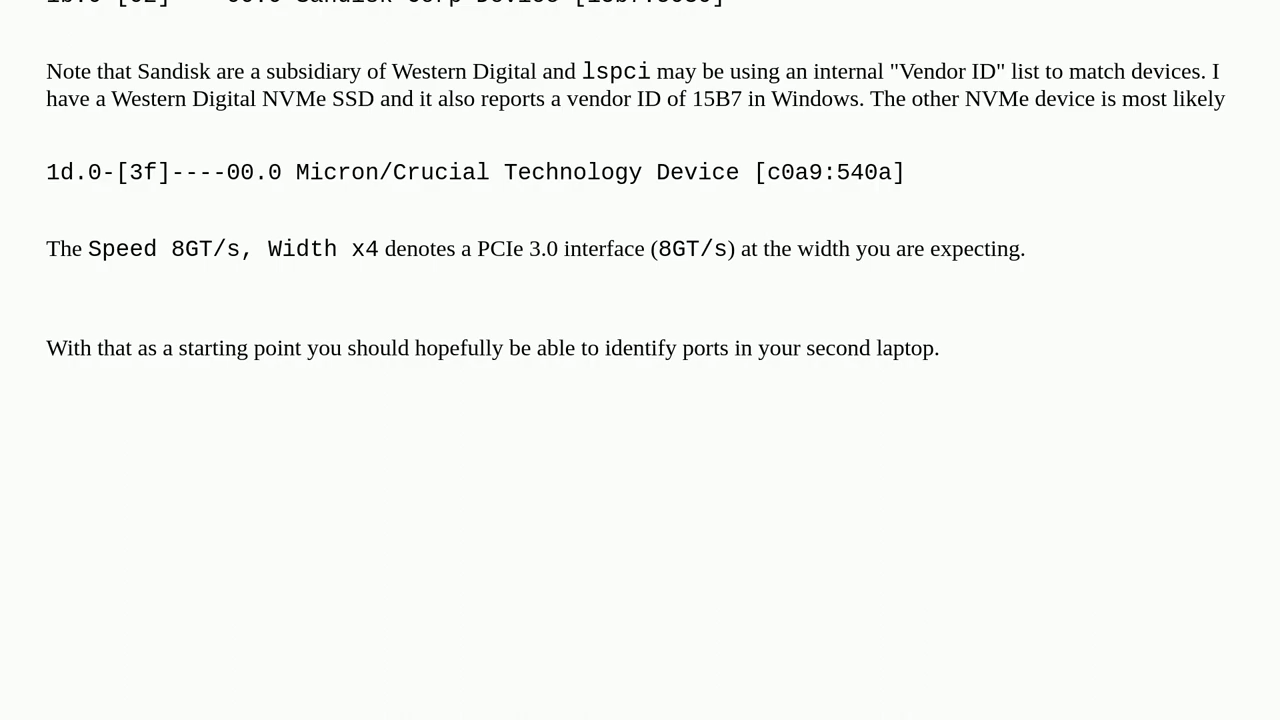 Note that Sandisk are a subsidiary of Western Digital and lspci may be using an internal "Vendor ID" list to match devices. I
have a Western Digital NVMe SSD and it also reports a vendor ID of 15B7 in Windows. The other NVMe device is most likely
1d.0-[3f]----00.0 Micron/Crucial Technology Device [c0a9:540a]
The Speed 8GT/s, Width x4 denotes a PCIe 3.0 interface (8GT/s) at the width you are expecting.
With that as a starting point you should hopefully be able to identify ports in your second laptop.